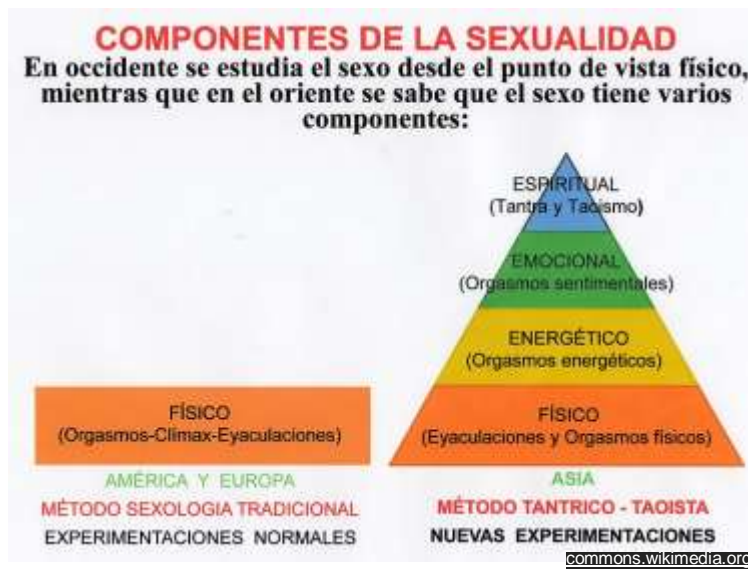 COMPONENTES DE LA SEXUALIDAD
En occidente se estudia el sexo desde el punto de vista físico,
mientras que en el oriente se sabe que el sexo tiene varios
componentes:
ESPIRITUAL
(Tantra y Taoismo)
EMOCIONAL
(Orgasmos sentimentales)
ENERGÉTICO
(Orgasmos energéticos)
FÍSICO
(Eyaculaciones y Orgasmos físicos)
ASIA
MÉTODO TANTRICO - TAOISTA
NUEVAS EXPERIMENTACIONES
FÍSICO
(Orgasmos-Climax-Eyaculaciones)
AMÉRICA Y EUROPA
MÉTODO SEXOLOGIA TRADICIONAL
EXPERIMENTACIONES NORMALES
commons.wikimedia.org